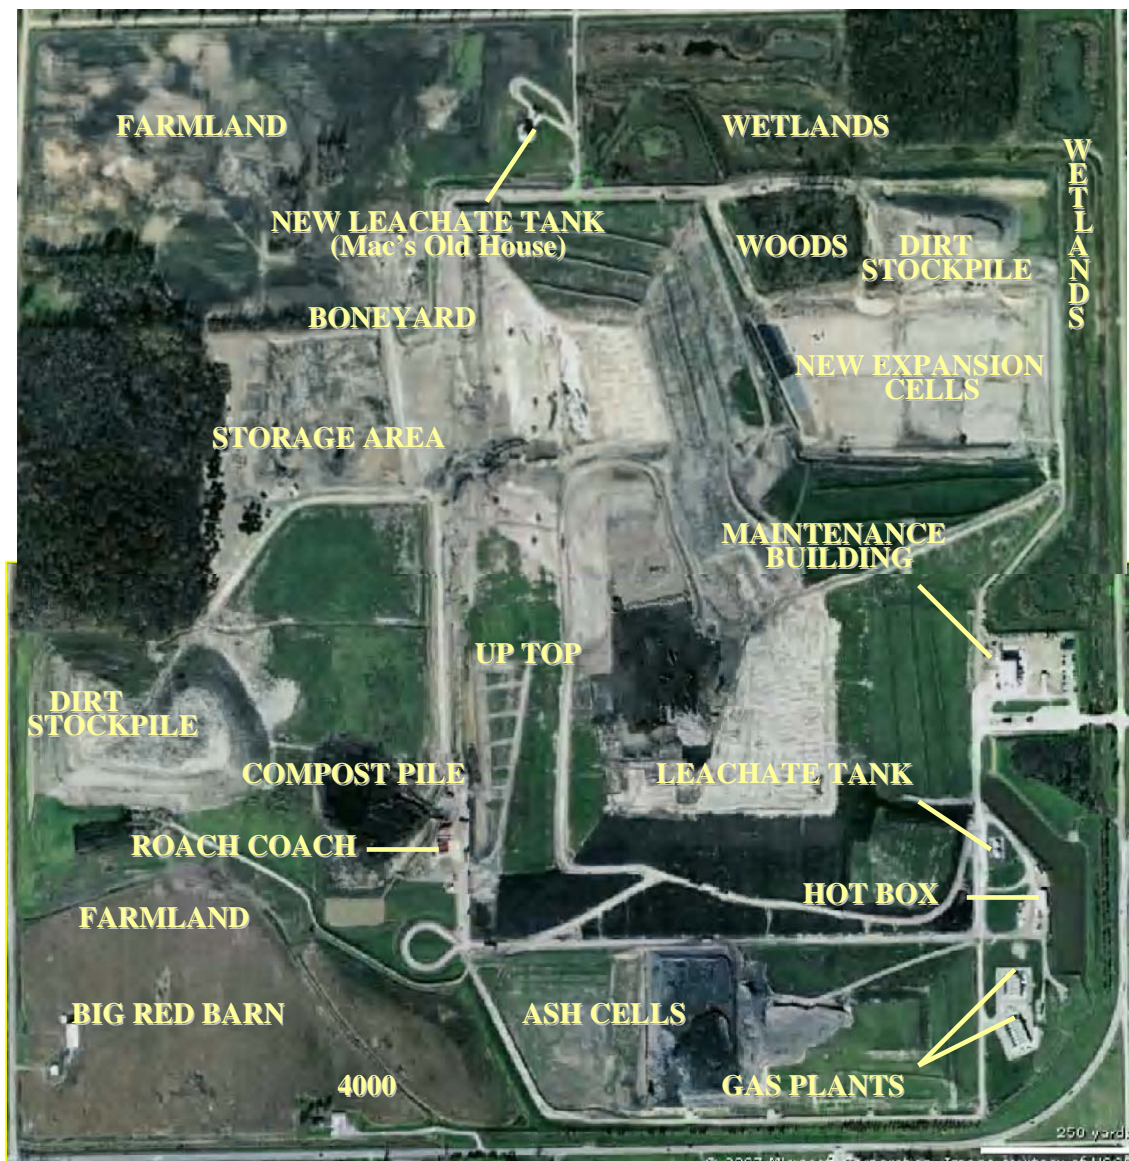 FARMLAND
WETLANDS
WETLANDS
NEW LEACHATE TANK
(Mac's Old House)
WOODS
DIRT
STOCKPILE
BONEYARD
NEW EXPANSION
CELLS
STORAGE AREA
MAINTENANCE
BUILDING
UP TOP
DIRT
STOCKPILE
COMPOST PILE
LEACHATE TANK
ROACH COACH
HOT BOX
FARMLAND
BIG RED BARN
ASH CELLS
4000
GAS PLANTS
250 yards